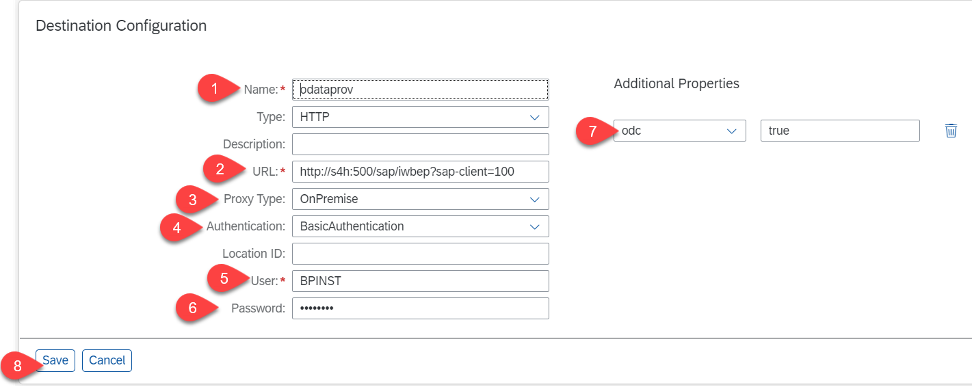 Destination Configuration
1 Name:* odataprov
Type: HTTP
Description:
2 URL:* http://s4h:500/sap/iwbep?sap-client=100
3 Proxy Type: OnPremise
4 Authentication: BasicAuthentication
Location ID:
5 User:* BPINST
6 Password: ••••••••
Additional Properties
7 odc true
8 Save Cancel